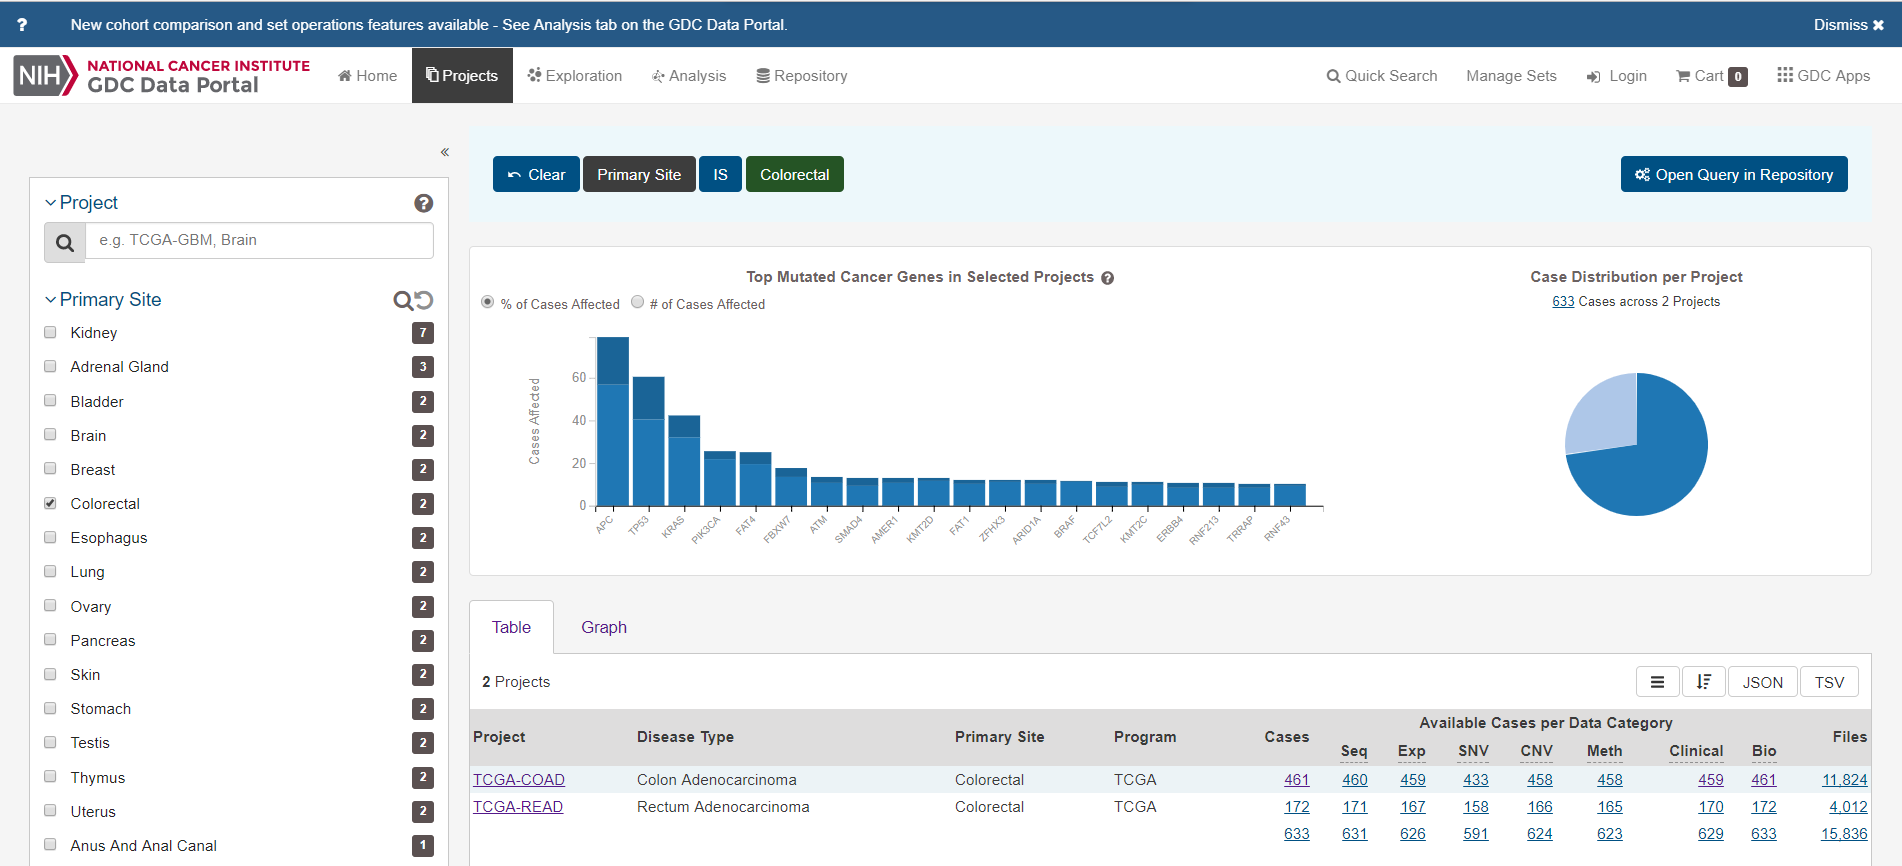 ? New cohort comparison and set operations features available - See Analysis tab on the GDC Data Portal. Dismiss ✖
NIH NATIONAL CANCER INSTITUTE
GDC Data Portal
Home Projects Exploration Analysis Repository Quick Search Manage Sets Login Cart 0 GDC Apps
«
Project ?
e.g. TCGA-GBM, Brain
Primary Site
Kidney 7
Adrenal Gland 3
Bladder 2
Brain 2
Breast 2
Colorectal 2
Esophagus 2
Lung 2
Ovary 2
Pancreas 2
Skin 2
Stomach 2
Testis 2
Thymus 2
Uterus 2
Anus And Anal Canal 1
Clear Primary Site IS Colorectal Open Query in Repository
Top Mutated Cancer Genes in Selected Projects ?
% of Cases Affected # of Cases Affected
Cases Affected
60
40
20
0
APC TP53 KRAS PIK3CA FAT4 FBXW7 ATM SMAD4 AMER1 KMT2D FAT1 ZFHX3 ARID1A BRAF TCF7L2 KMT2C ERBB4 RNF213 TRRAP RNF43
Case Distribution per Project
633 Cases across 2 Projects
Table Graph
2 Projects JSON TSV
Project Disease Type Primary Site Program Cases Available Cases per Data Category Files
Seq Exp SNV CNV Meth Clinical Bio
TCGA-COAD Colon Adenocarcinoma Colorectal TCGA 461 460 459 433 458 458 459 461 11,824
TCGA-READ Rectum Adenocarcinoma Colorectal TCGA 172 171 167 158 166 165 170 172 4,012
633 631 626 591 624 623 629 633 15,836